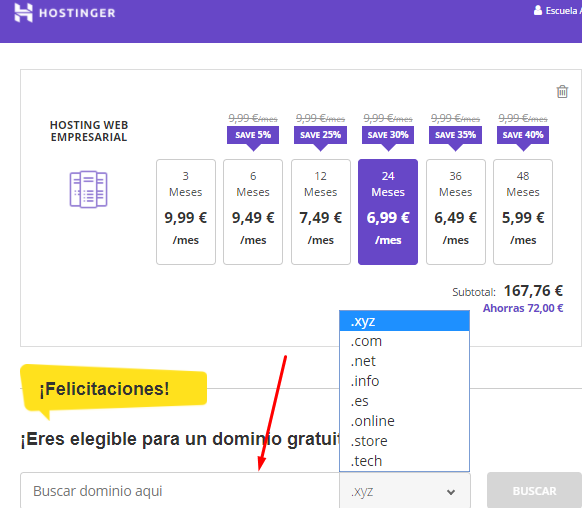 HOSTINGER
Escuela A
HOSTING WEB
EMPRESARIAL
9,99 €/mes 9,99 €/mes 9,99 €/mes 9,99 €/mes 9,99 €/mes
SAVE 5% SAVE 25% SAVE 30% SAVE 35% SAVE 40%
3 6 12 24 36 48
Meses Meses Meses Meses Meses Meses
9,99 € 9,49 € 7,49 € 6,99 € 6,49 € 5,99 €
/mes /mes /mes /mes /mes /mes
Subtotal: 167,76 €
Ahorras 72,00 €
.xyz
.com
.net
.info
.es
.online
.store
.tech
¡Felicitaciones!
¡Eres elegible para un dominio gratuit
Buscar dominio aqui
.xyz
BUSCAR